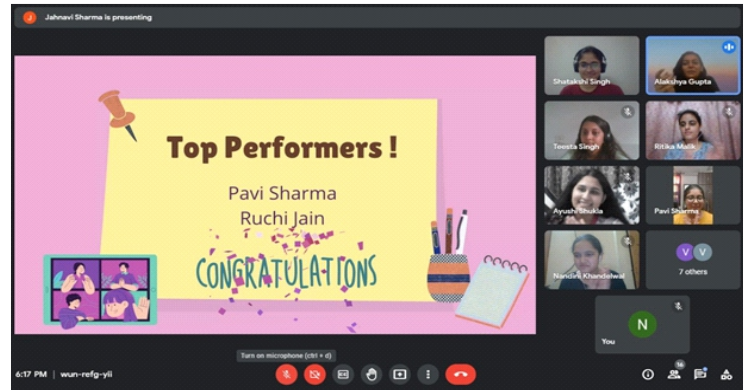 J
Jahnavi Sharma is presenting
Top Performers !
Pavi Sharma
Ruchi Jain
CONGRATULATIONS
Shatakshi Singh
Alakshya Gupta
Teesta Singh
Ritika Malik
Ayushi Shukla
Pavi Sharma
Nandini Khandelwal
V V
7 others
N
You
Turn on microphone (ctrl + d)
6:17 PM | wun-refg-yii
16